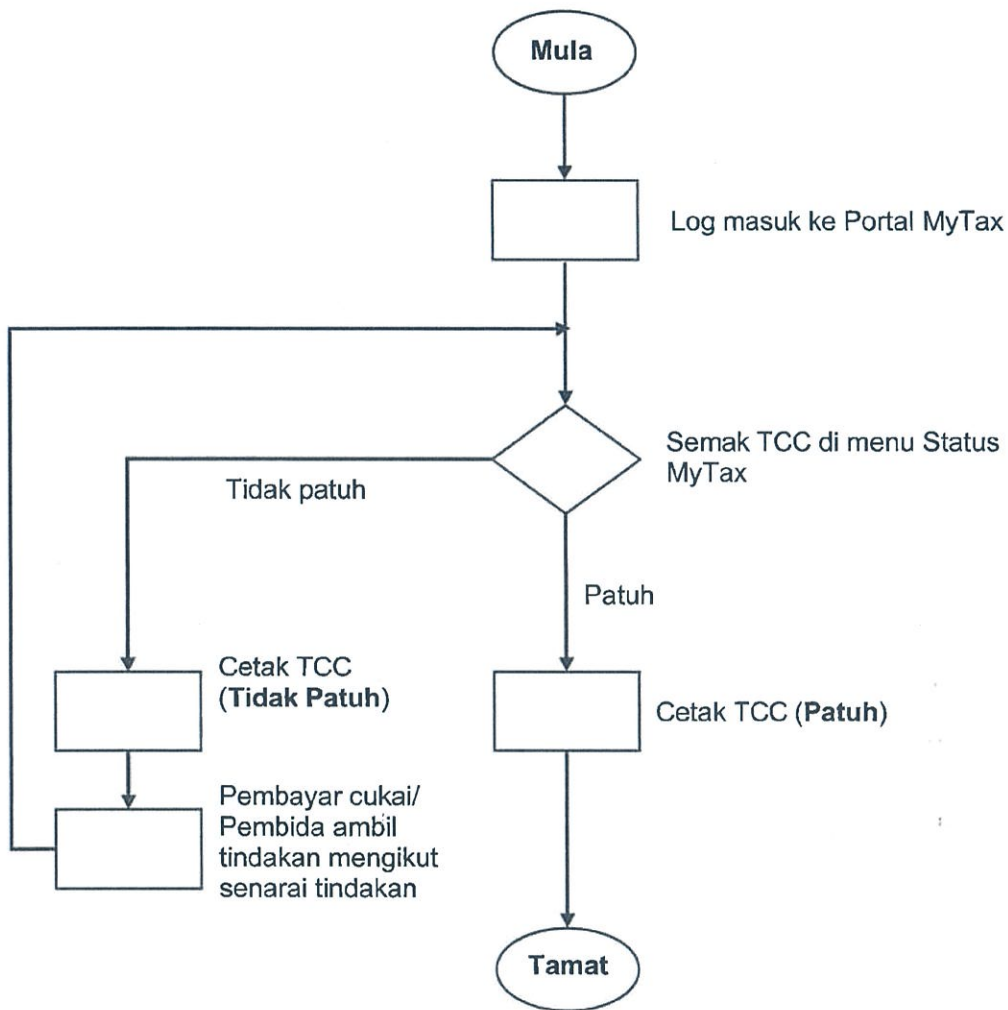 Mula
Log masuk ke Portal MyTax
Semak TCC di menu Status
MyTax
Tidak patuh
Patuh
Cetak TCC
(Tidak Patuh)
Cetak TCC (Patuh)
Pembayar cukai/
Pembida ambil
tindakan mengikut
senarai tindakan
Tamat